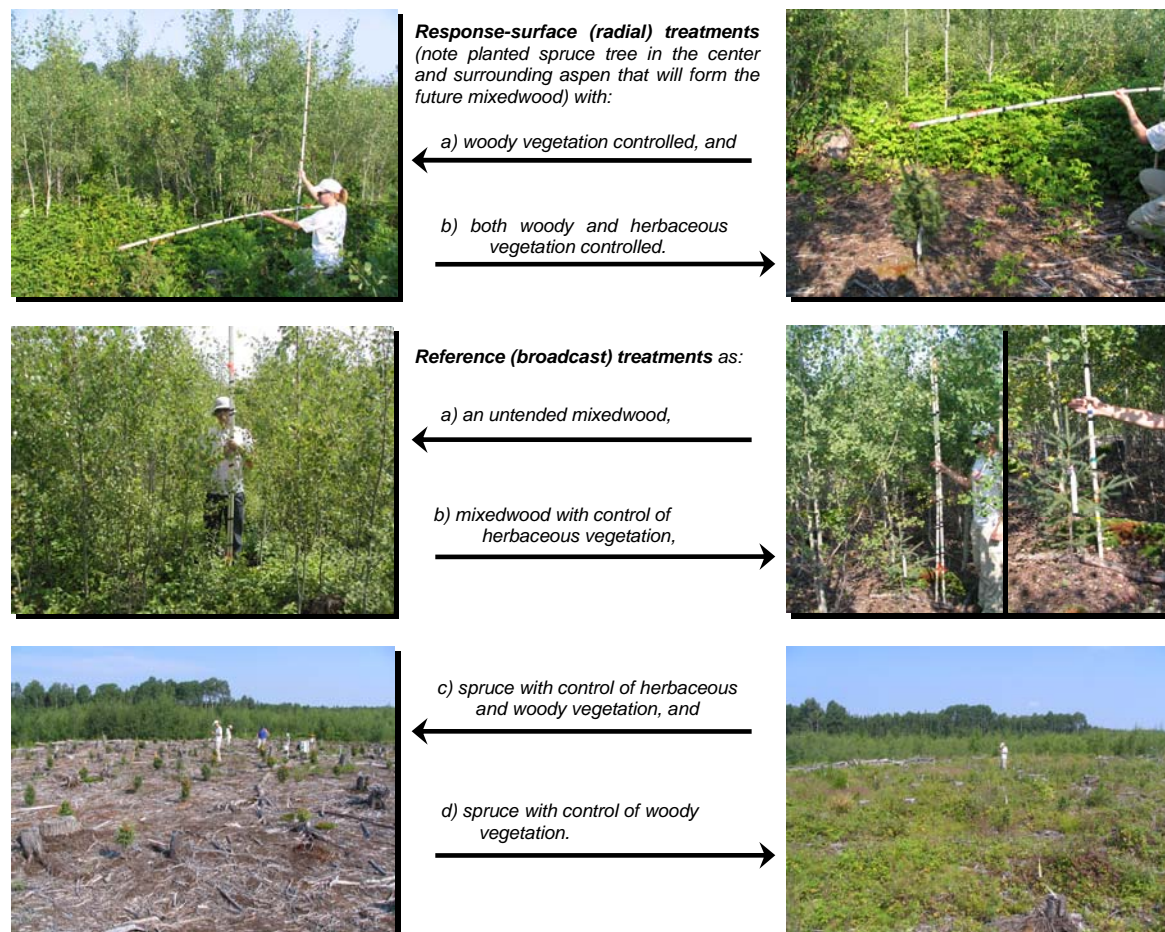 Response-surface (radial) treatments
(note planted spruce tree in the center
and surrounding aspen that will form the
future mixedwood) with:
a) woody vegetation controlled, and
b) both woody and herbaceous
vegetation controlled.
Reference (broadcast) treatments as:
a) an untended mixedwood,
b) mixedwood with control of
herbaceous vegetation,
c) spruce with control of herbaceous
and woody vegetation, and
d) spruce with control of woody
vegetation.